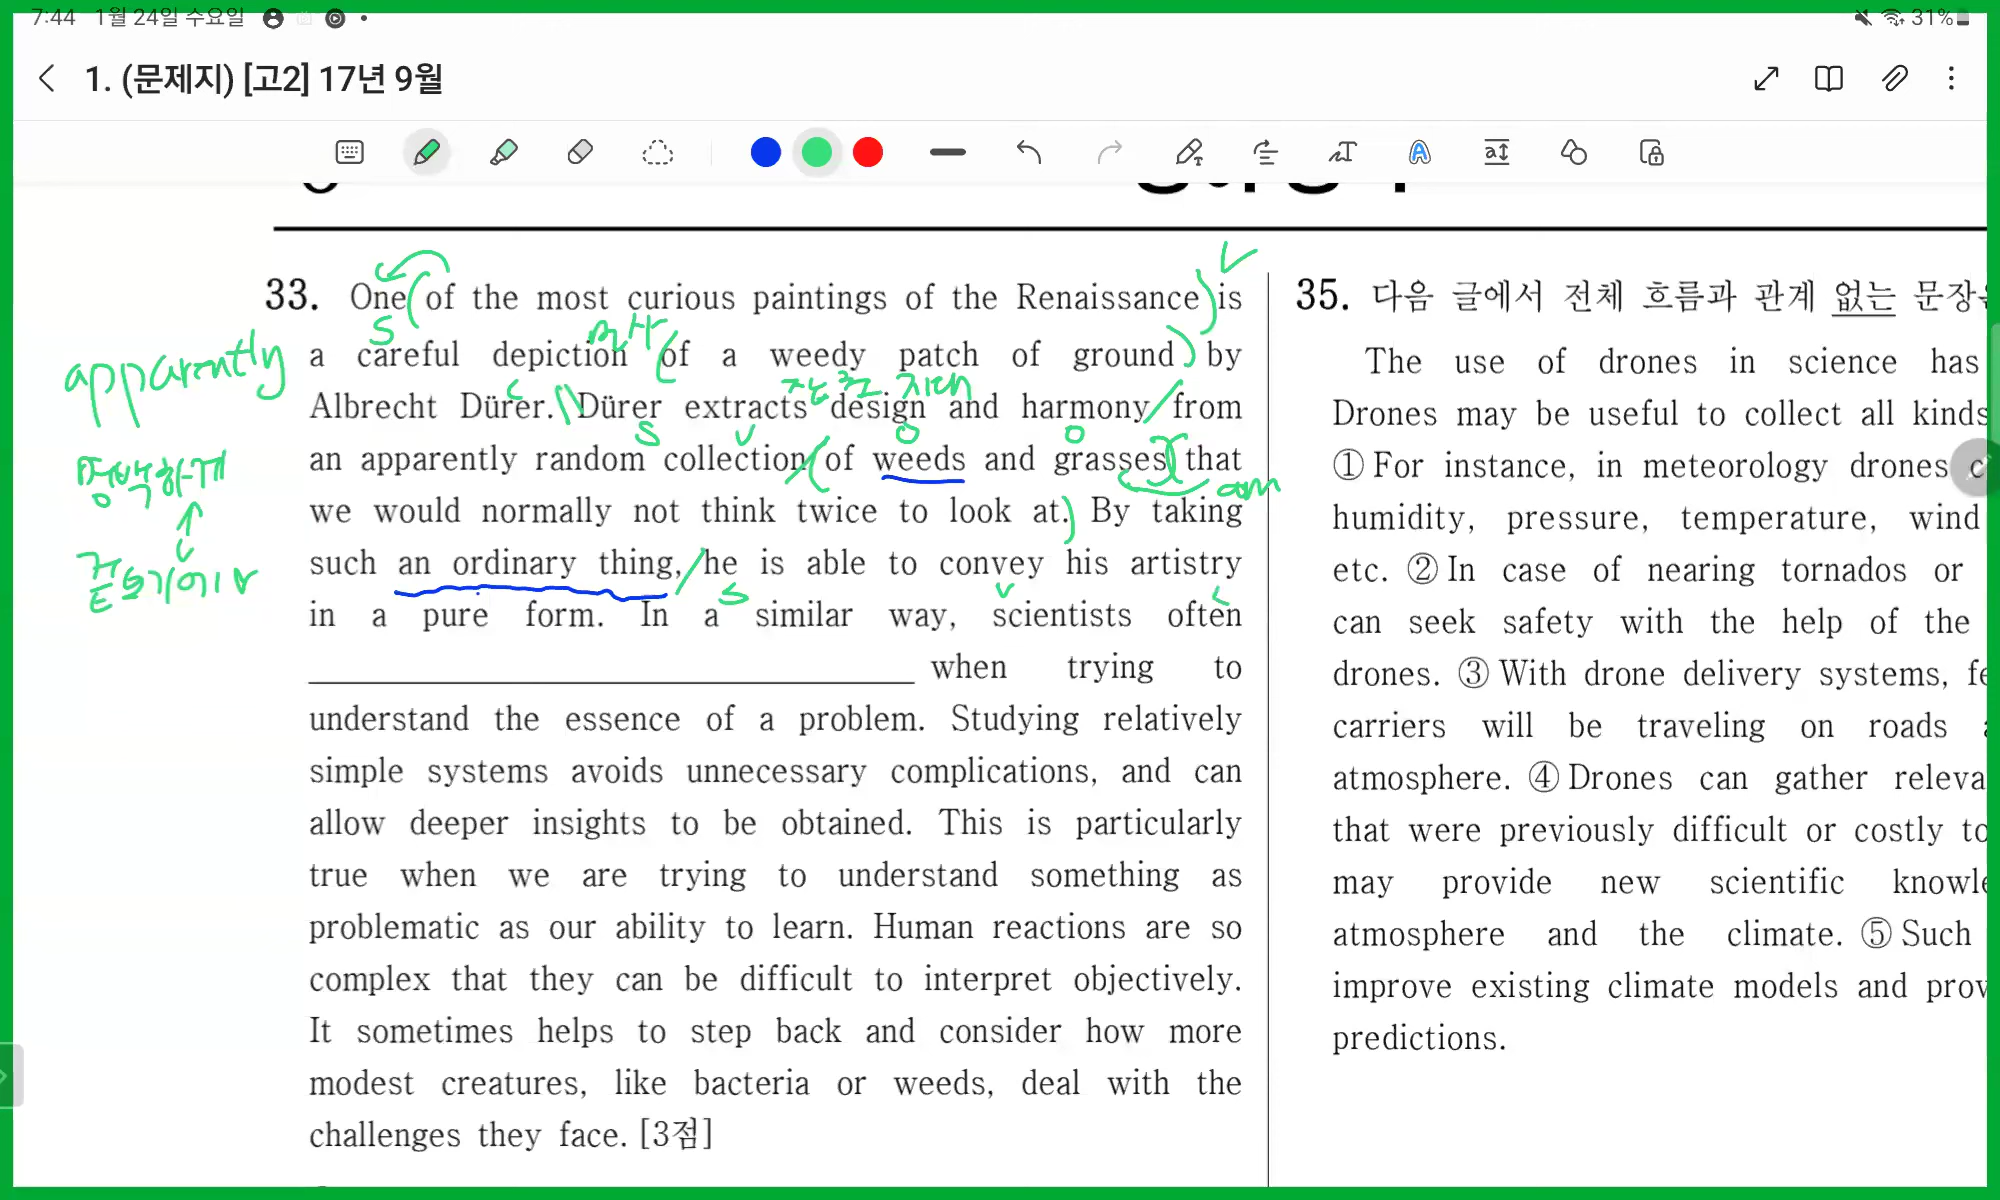 7:44 1월 24일 수요일
31%
1. (문제지) [고2] 17년 9월
33. One of the most curious paintings of the Renaissance is
a careful depiction of a weedy patch of ground by
Albrecht Dürer. Dürer extracts design and harmony from
an apparently random collection of weeds and grasses that
we would normally not think twice to look at. By taking
such an ordinary thing, he is able to convey his artistry
in a pure form. In a similar way, scientists often
when trying to
understand the essence of a problem. Studying relatively
simple systems avoids unnecessary complications, and can
allow deeper insights to be obtained. This is particularly
true when we are trying to understand something as
problematic as our ability to learn. Human reactions are so
complex that they can be difficult to interpret objectively.
It sometimes helps to step back and consider how more
modest creatures, like bacteria or weeds, deal with the
challenges they face. [3점]
apparently
명백하게
겉보기에
묘사
잡초 지대
S
S
V
O
O
S
V
35. 다음 글에서 전체 흐름과 관계 없는 문장
The use of drones in science has
Drones may be useful to collect all kinds
① For instance, in meteorology drones c
humidity, pressure, temperature, wind
etc. ② In case of nearing tornados or
can seek safety with the help of the
drones. ③ With drone delivery systems, fe
carriers will be traveling on roads
atmosphere. ④ Drones can gather releva
that were previously difficult or costly to
may provide new scientific knowle
atmosphere and the climate. ⑤ Such
improve existing climate models and prov
predictions.